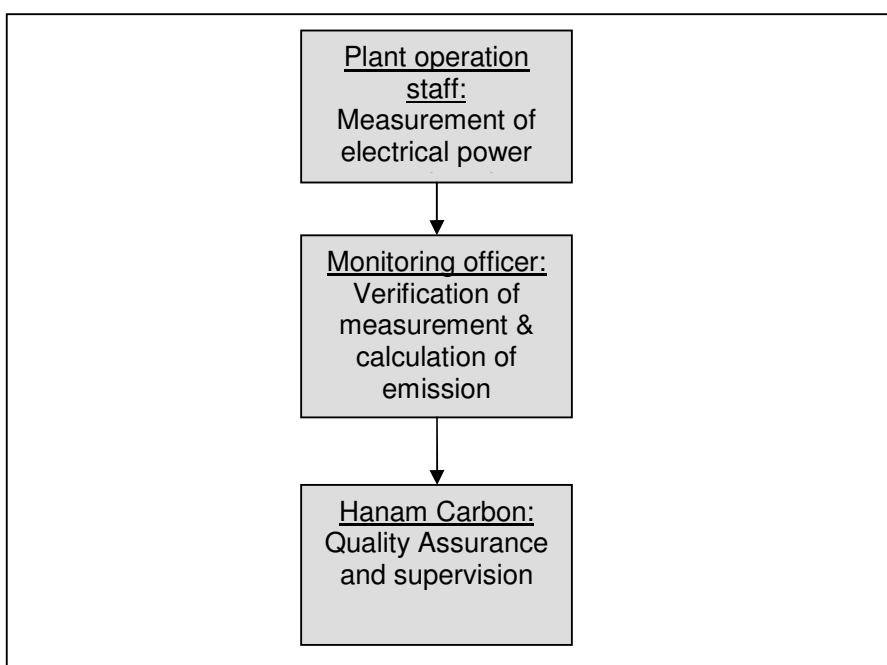 Plant operation
staff:
Measurement of
electrical power
Monitoring officer:
Verification of
measurement &
calculation of
emission
Hanam Carbon:
Quality Assurance
and supervision